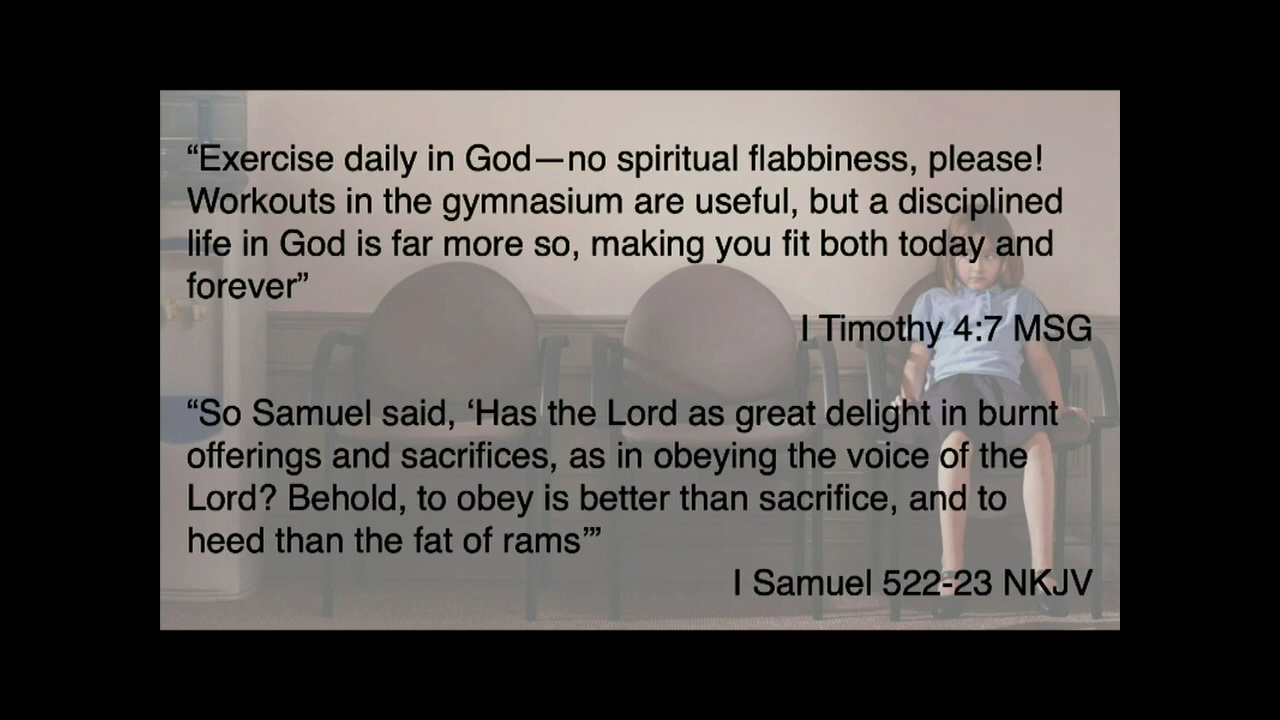 “Exercise daily in God—no spiritual flabbiness, please!
Workouts in the gymnasium are useful, but a disciplined
life in God is far more so, making you fit both today and
forever”
I Timothy 4:7 MSG
“So Samuel said, ‘Has the Lord as great delight in burnt
offerings and sacrifices, as in obeying the voice of the
Lord? Behold, to obey is better than sacrifice, and to
heed than the fat of rams’”
I Samuel 522-23 NKJV